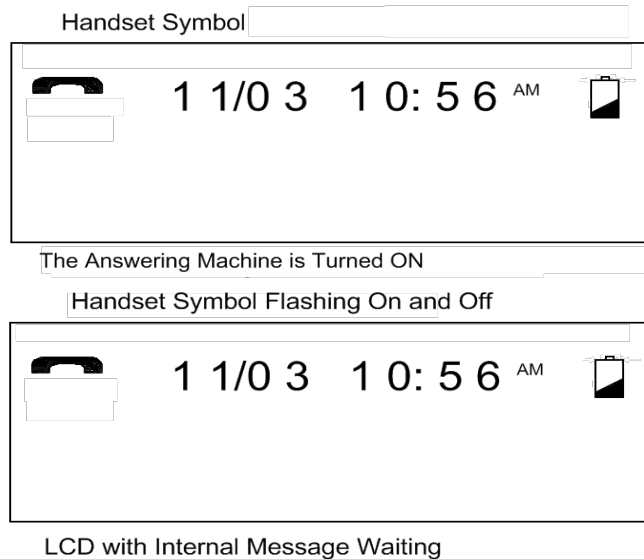 Handset Symbol
1 1/0 3 1 0: 5 6 AM
The Answering Machine is Turned ON
Handset Symbol Flashing On and Off
1 1/0 3 1 0: 5 6 AM
LCD with Internal Message Waiting